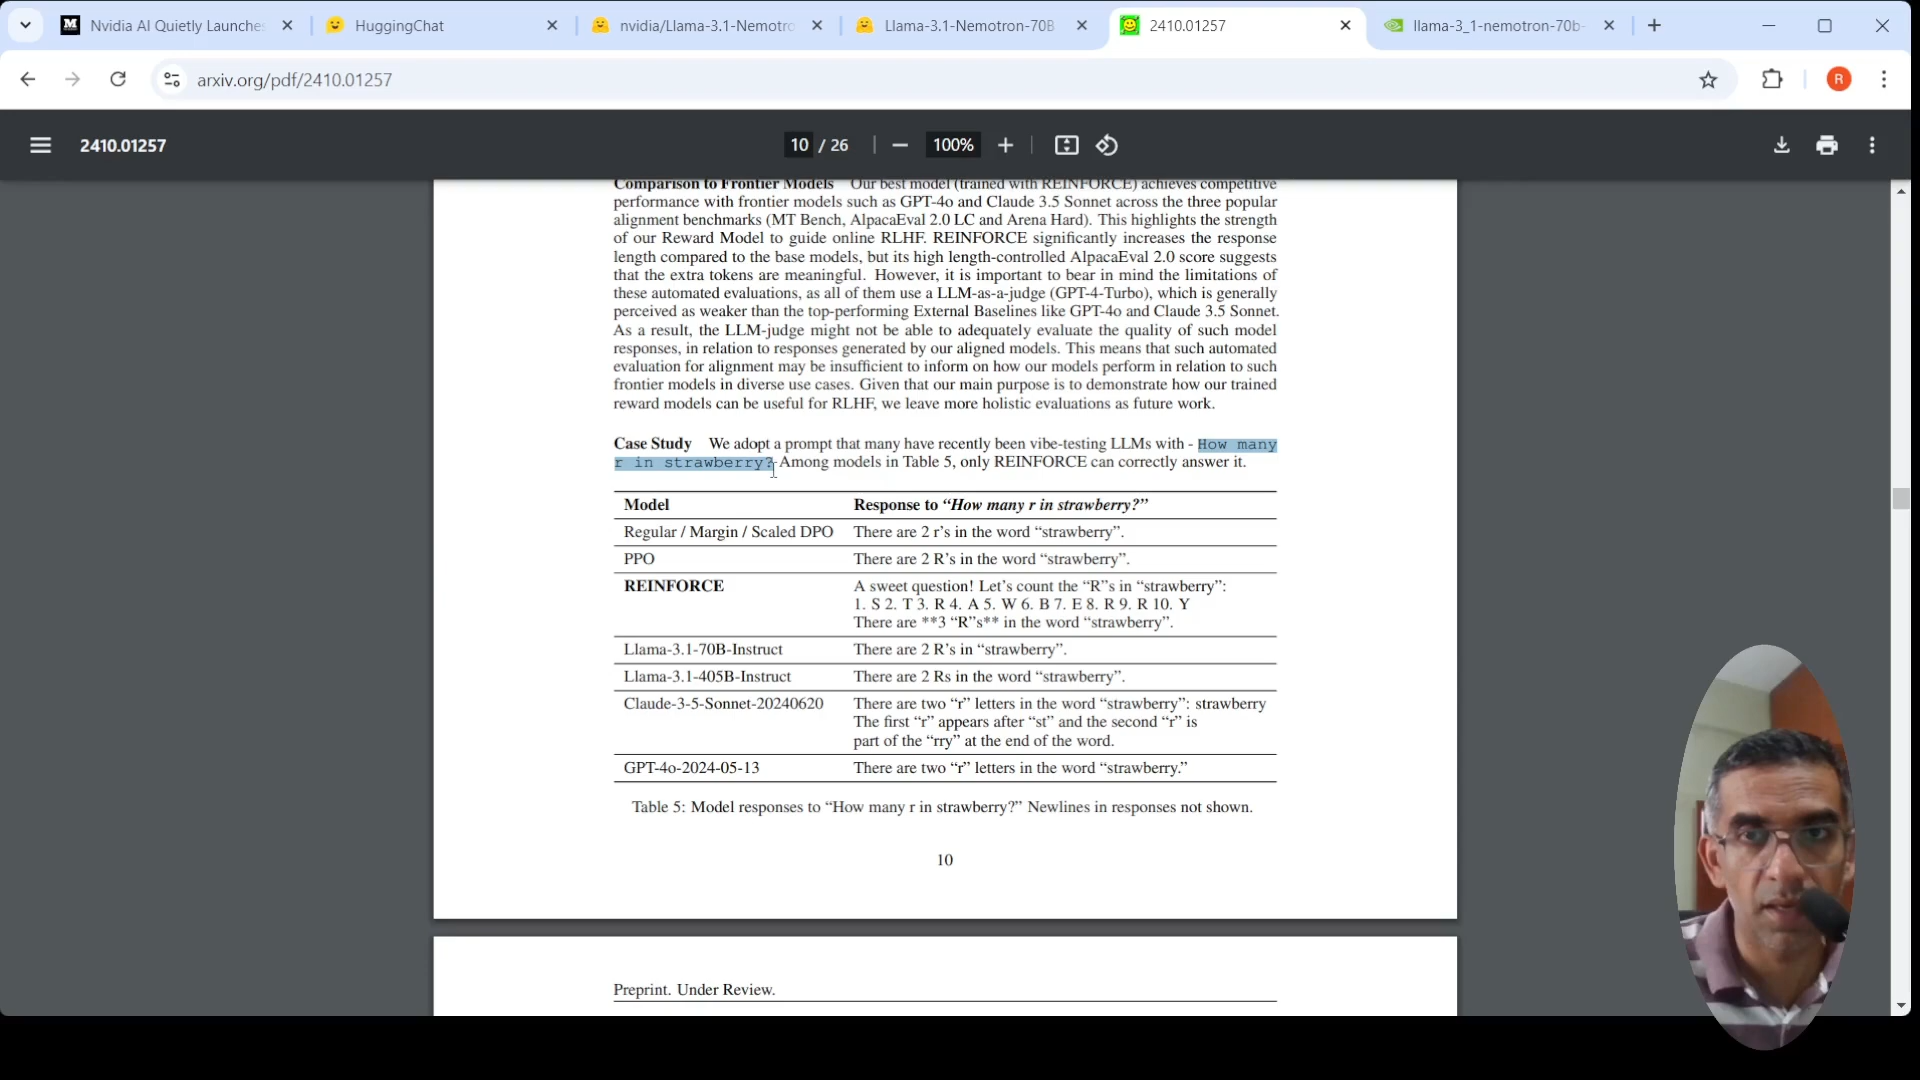 Nvidia AI Quietly Launches
HuggingChat
nvidia/Llama-3.1-Nemotro
Llama-3.1-Nemotron-70B
2410.01257
llama-3_1-nemotron-70b-
arxiv.org/pdf/2410.01257
R
2410.01257
10 / 26
100%
Comparison to Frontier Models Our best model (trained with REINFORCE) achieves competitive
performance with frontier models such as GPT-4o and Claude 3.5 Sonnet across the three popular
alignment benchmarks (MT Bench, AlpacaEval 2.0 LC and Arena Hard). This highlights the strength
of our Reward Model to guide online RLHF. REINFORCE significantly increases the response
length compared to the base models, but its high length-controlled AlpacaEval 2.0 score suggests
that the extra tokens are meaningful. However, it is important to bear in mind the limitations of
these automated evaluations, as all of them use a LLM-as-a-judge (GPT-4-Turbo), which is generally
perceived as weaker than the top-performing External Baselines like GPT-4o and Claude 3.5 Sonnet.
As a result, the LLM-judge might not be able to adequately evaluate the quality of such model
responses, in relation to responses generated by our aligned models. This means that such automated
evaluation for alignment may be insufficient to inform on how our models perform in relation to such
frontier models in diverse use cases. Given that our main purpose is to demonstrate how our trained
reward models can be useful for RLHF, we leave more holistic evaluations as future work.
Case Study We adopt a prompt that many have recently been vibe-testing LLMs with - How many
r in strawberry? Among models in Table 5, only REINFORCE can correctly answer it.
Model Response to “How many r in strawberry?”
Regular / Margin / Scaled DPO There are 2 r’s in the word “strawberry”.
PPO There are 2 R’s in the word “strawberry”.
REINFORCE A sweet question! Let’s count the “R”s in “strawberry”:
1. S 2. T 3. R 4. A 5. W 6. B 7. E 8. R 9. R 10. Y
There are **3 “R”s** in the word “strawberry”.
Llama-3.1-70B-Instruct There are 2 R’s in “strawberry”.
Llama-3.1-405B-Instruct There are 2 Rs in the word “strawberry”.
Claude-3-5-Sonnet-20240620 There are two “r” letters in the word “strawberry”: strawberry
The first “r” appears after “st” and the second “r” is
part of the “rry” at the end of the word.
GPT-4o-2024-05-13 There are two “r” letters in the word “strawberry.”
Table 5: Model responses to “How many r in strawberry?” Newlines in responses not shown.
10
Preprint. Under Review.